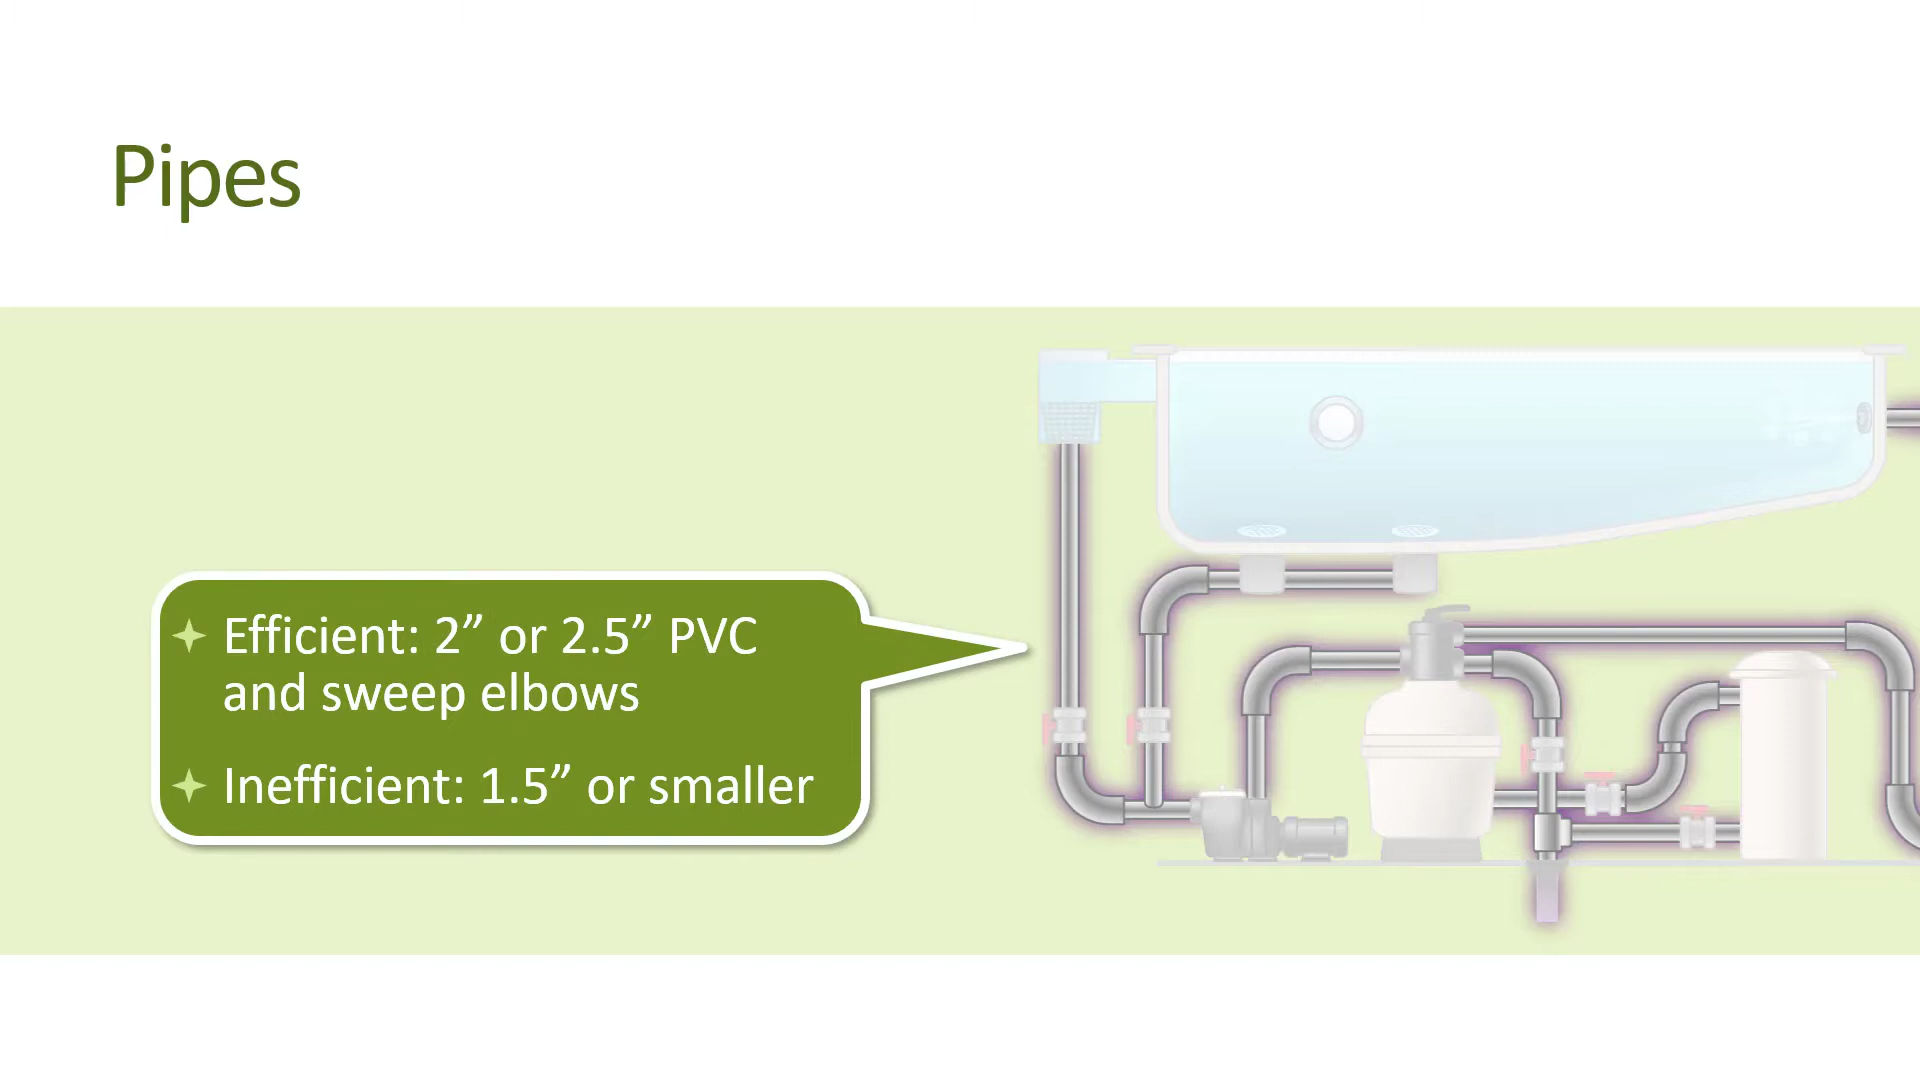 Pipes
Efficient: 2” or 2.5” PVC
and sweep elbows
Inefficient: 1.5” or smaller